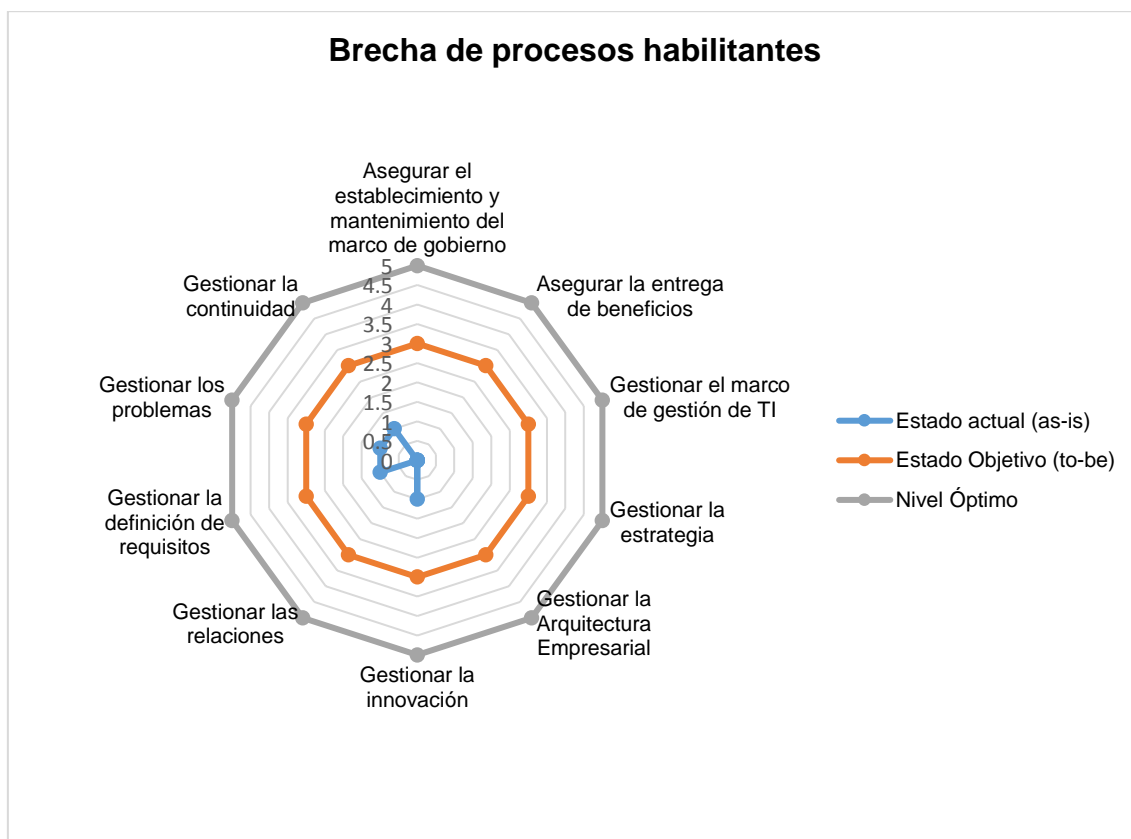 Brecha de procesos habilitantes
Asegurar el
establecimiento y
mantenimiento del
marco de gobierno
Asegurar la entrega
de beneficios
Gestionar el marco
de gestión de TI
Gestionar la
estrategia
Gestionar la
Arquitectura
Empresarial
Gestionar la
innovación
Gestionar las
relaciones
Gestionar la
definición de
requisitos
Gestionar los
problemas
Gestionar la
continuidad
5
4.5
4
3.5
3
2.5
2
1.5
1
0.5
0
Estado actual (as-is)
Estado Objetivo (to-be)
Nivel Óptimo